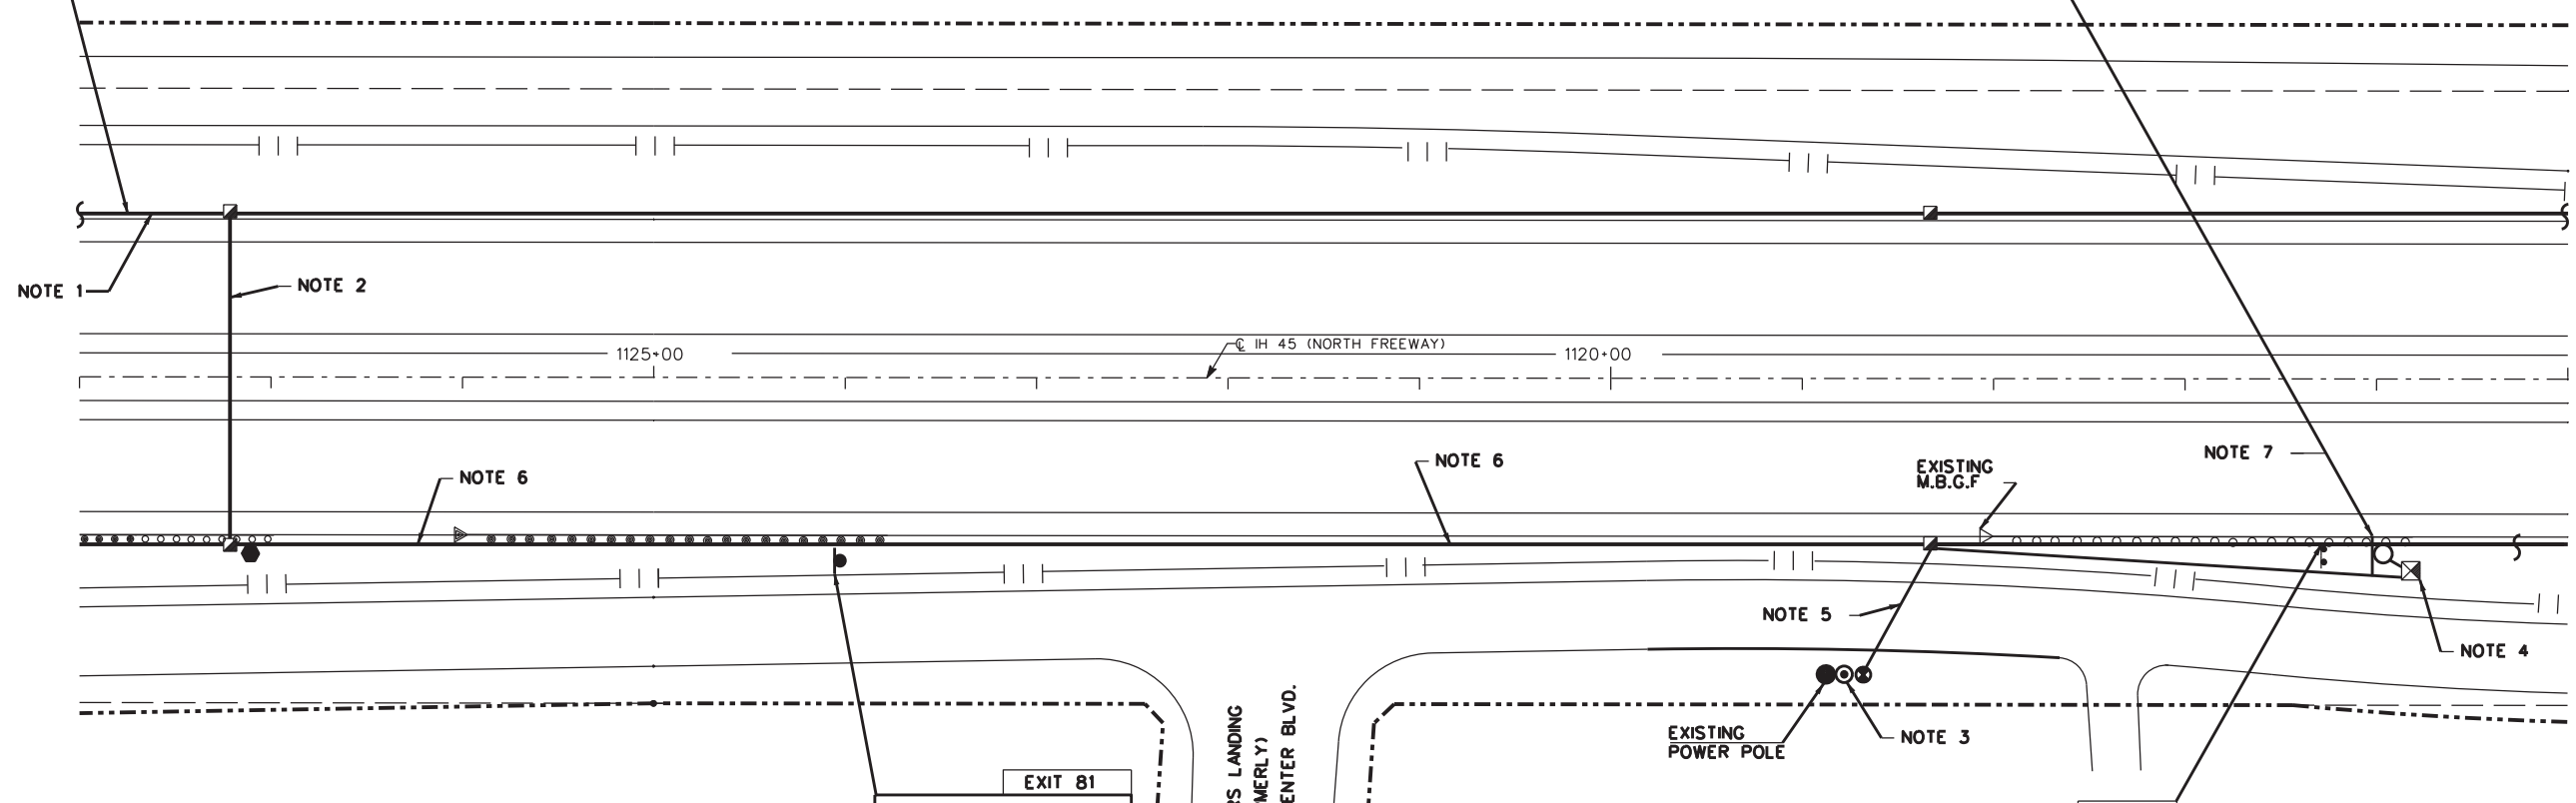 NOTE 1
NOTE 2
1125+00
℄ IH 45 (NORTH FREEWAY)
1120+00
NOTE 6
NOTE 6
EXISTING
M.B.G.F
NOTE 7
NOTE 5
NOTE 4
EXISTING
POWER POLE
NOTE 3
EXIT 81
RS LANDING
MERLY)
ENTER BLVD.